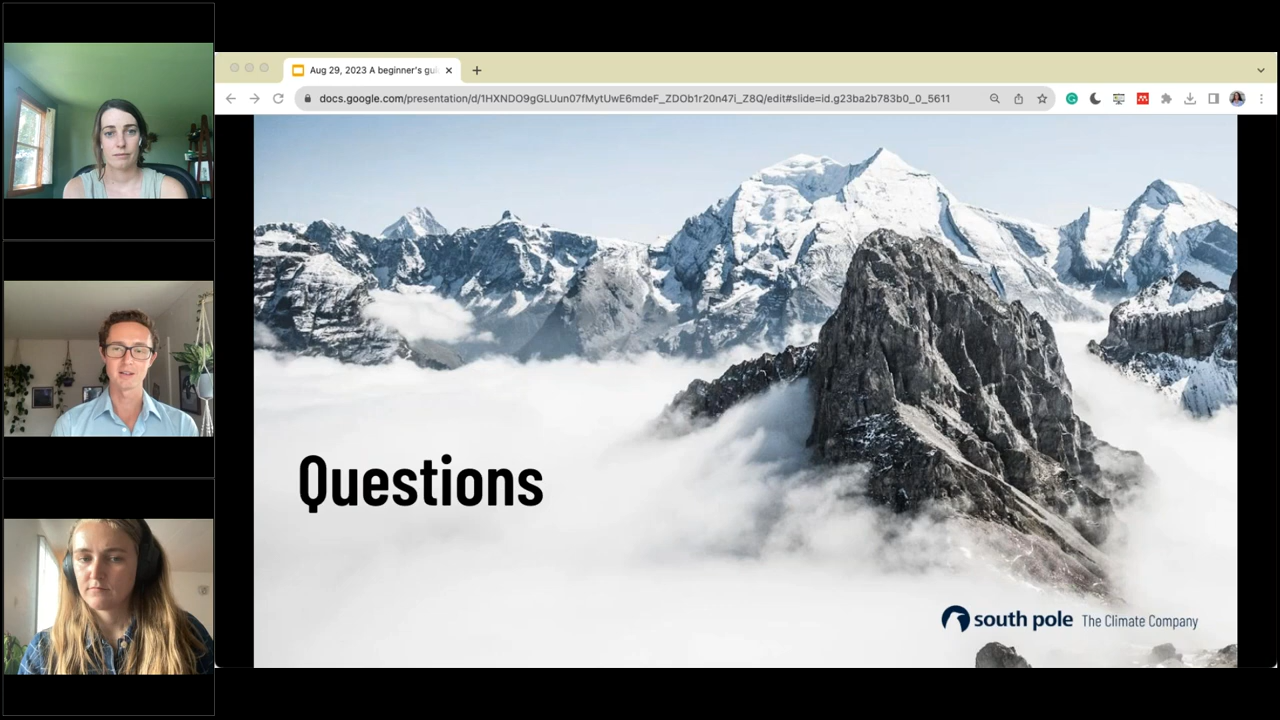 Aug 29, 2023 A beginner's gui
docs.google.com/presentation/d/1HXNDO9gGLUun07fMytUwE6mdeF_ZDOb1r20n47i_Z8Q/edit#slide=id.g23ba2b783b0_0_5611
Questions
south pole The Climate Company